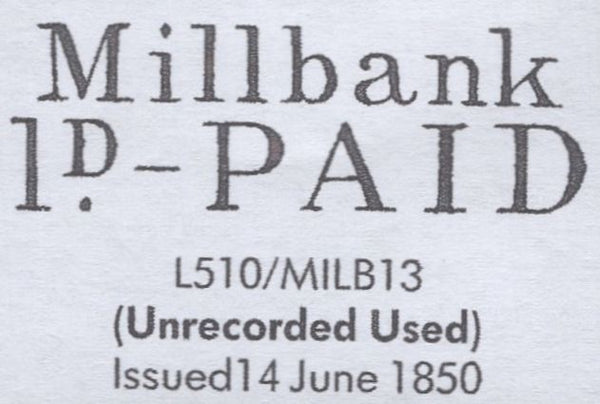 Millbank
1D.-PAID
L510/MILB13
(Unrecorded Used)
Issued14 June 1850